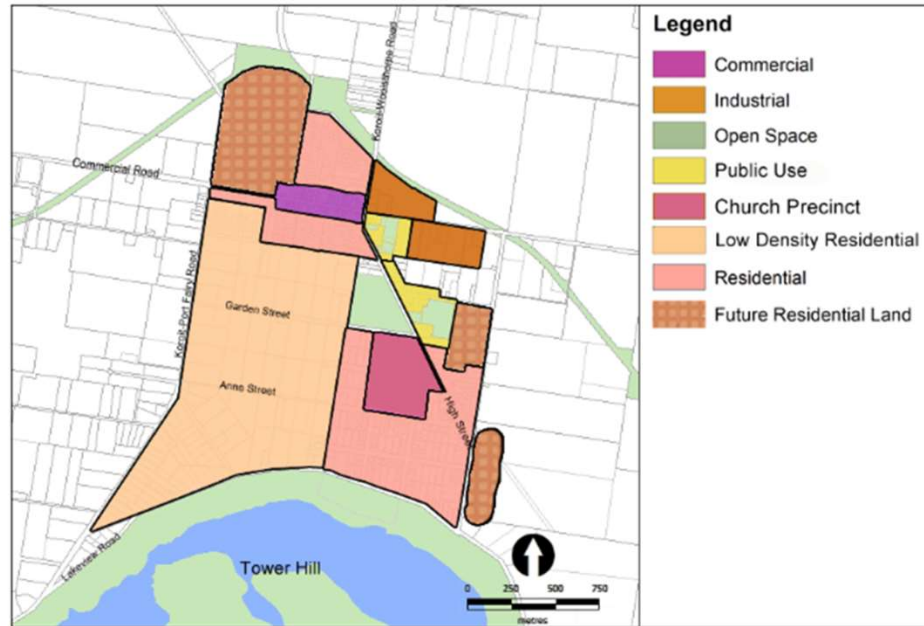 Legend
Commercial
Industrial
Open Space
Public Use
Church Precinct
Low Density Residential
Residential
Future Residential Land
Koroit-Woolsthorpe Road
Commercial Road
Koroit-Port Fairy Road
Garden Street
Anne Street
High Street
Lakeview Road
Tower Hill
0 250 500 750
metres